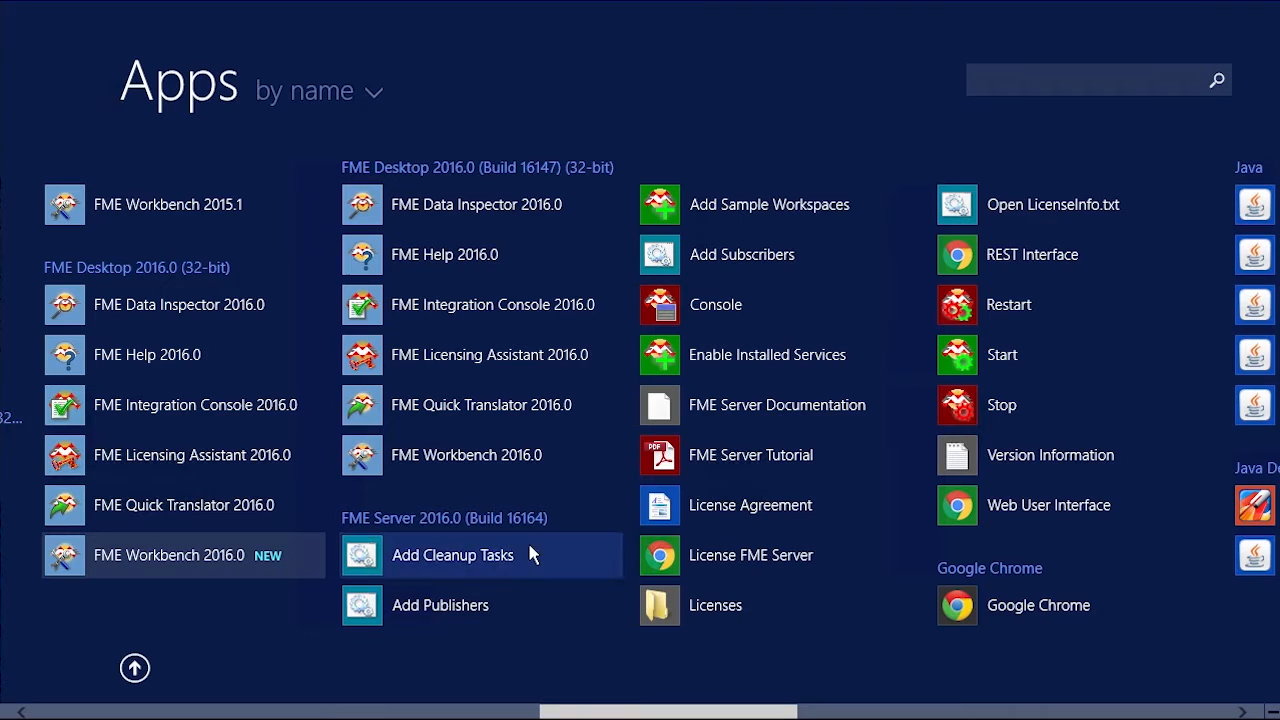 Apps by name
FME Workbench 2015.1
FME Desktop 2016.0 (32-bit)
FME Data Inspector 2016.0
FME Help 2016.0
32...
FME Integration Console 2016.0
FME Licensing Assistant 2016.0
FME Quick Translator 2016.0
FME Workbench 2016.0 NEW
FME Desktop 2016.0 (Build 16147) (32-bit)
FME Data Inspector 2016.0
FME Help 2016.0
FME Integration Console 2016.0
FME Licensing Assistant 2016.0
FME Quick Translator 2016.0
FME Workbench 2016.0
FME Server 2016.0 (Build 16164)
Add Cleanup Tasks
Add Publishers
Add Sample Workspaces
Add Subscribers
Console
Enable Installed Services
FME Server Documentation
PDF
FME Server Tutorial
License Agreement
License FME Server
Licenses
Open LicenseInfo.txt
REST Interface
Restart
Start
Stop
Version Information
Web User Interface
Google Chrome
Google Chrome
Java
Java De